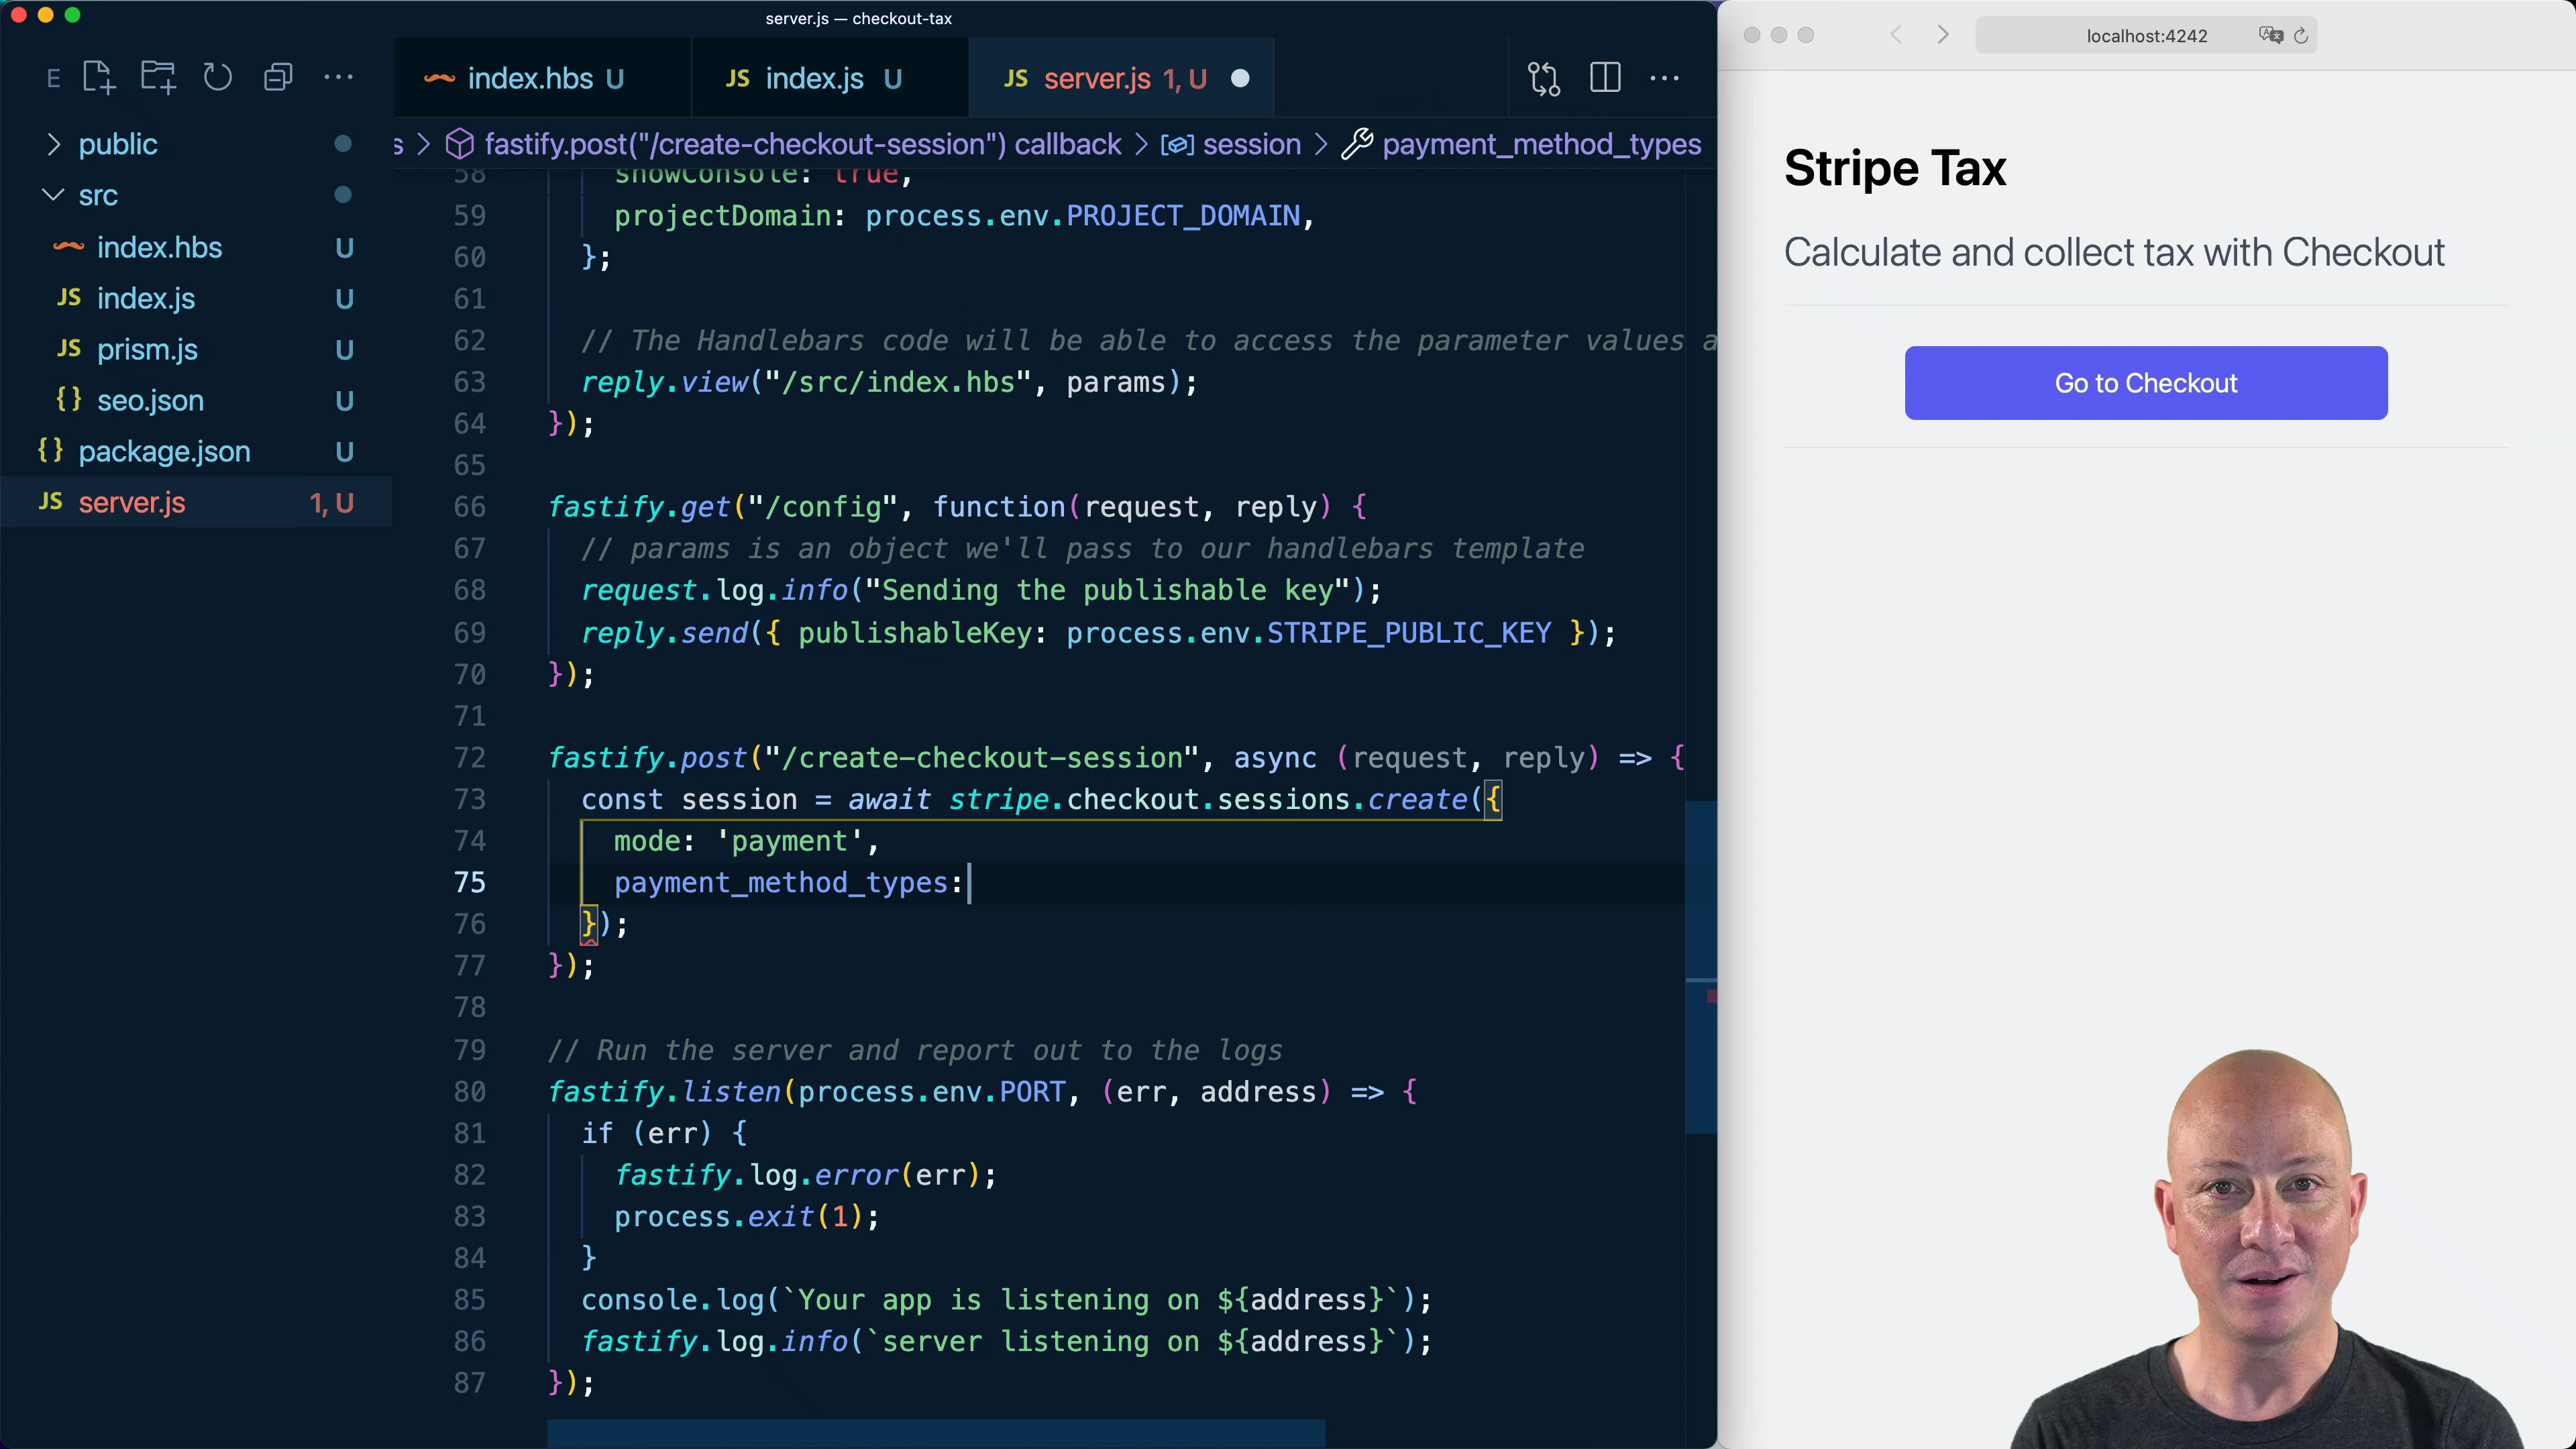 server.js — checkout-tax
localhost:4242
E
index.hbs U
JS index.js U
JS server.js 1, U
s > fastify.post("/create-checkout-session") callback > session > payment_method_types
public
src
index.hbs U
JS index.js U
JS prism.js U
{} seo.json U
{} package.json U
JS server.js 1, U
58 showConsole: true,
59 projectDomain: process.env.PROJECT_DOMAIN,
60 };
61
62 // The Handlebars code will be able to access the parameter values a
63 reply.view("/src/index.hbs", params);
64 });
65
66 fastify.get("/config", function(request, reply) {
67 // params is an object we'll pass to our handlebars template
68 request.log.info("Sending the publishable key");
69 reply.send({ publishableKey: process.env.STRIPE_PUBLIC_KEY });
70 });
71
72 fastify.post("/create-checkout-session", async (request, reply) => {
73 const session = await stripe.checkout.sessions.create({
74 mode: 'payment',
75 payment_method_types:
76 });
77 });
78
79 // Run the server and report out to the logs
80 fastify.listen(process.env.PORT, (err, address) => {
81 if (err) {
82 fastify.log.error(err);
83 process.exit(1);
84 }
85 console.log(`Your app is listening on ${address}`);
86 fastify.log.info(`server listening on ${address}`);
87 });
Stripe Tax
Calculate and collect tax with Checkout
Go to Checkout